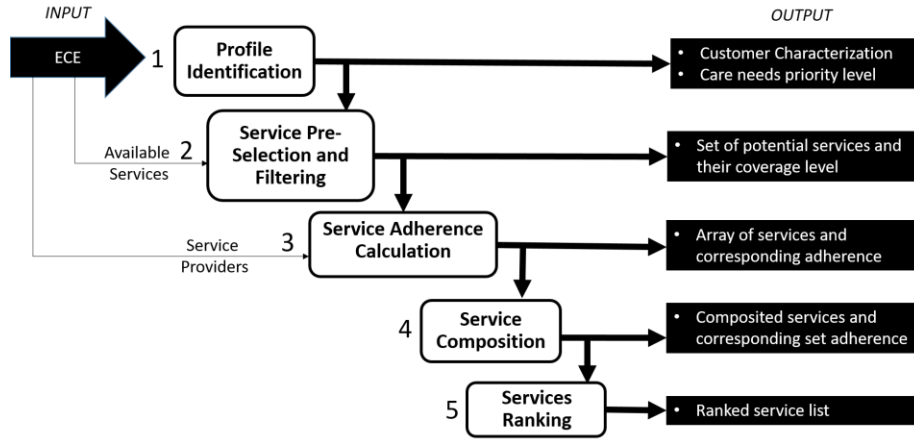 INPUT
OUTPUT
ECE
1
Profile
Identification
• Customer Characterization
• Care needs priority level
Available
Services
2
Service Pre-
Selection and
Filtering
• Set of potential services and
their coverage level
Service
Providers
3
Service Adherence
Calculation
• Array of services and
corresponding adherence
4
Service
Composition
• Composited services and
corresponding set adherence
5
Services
Ranking
• Ranked service list